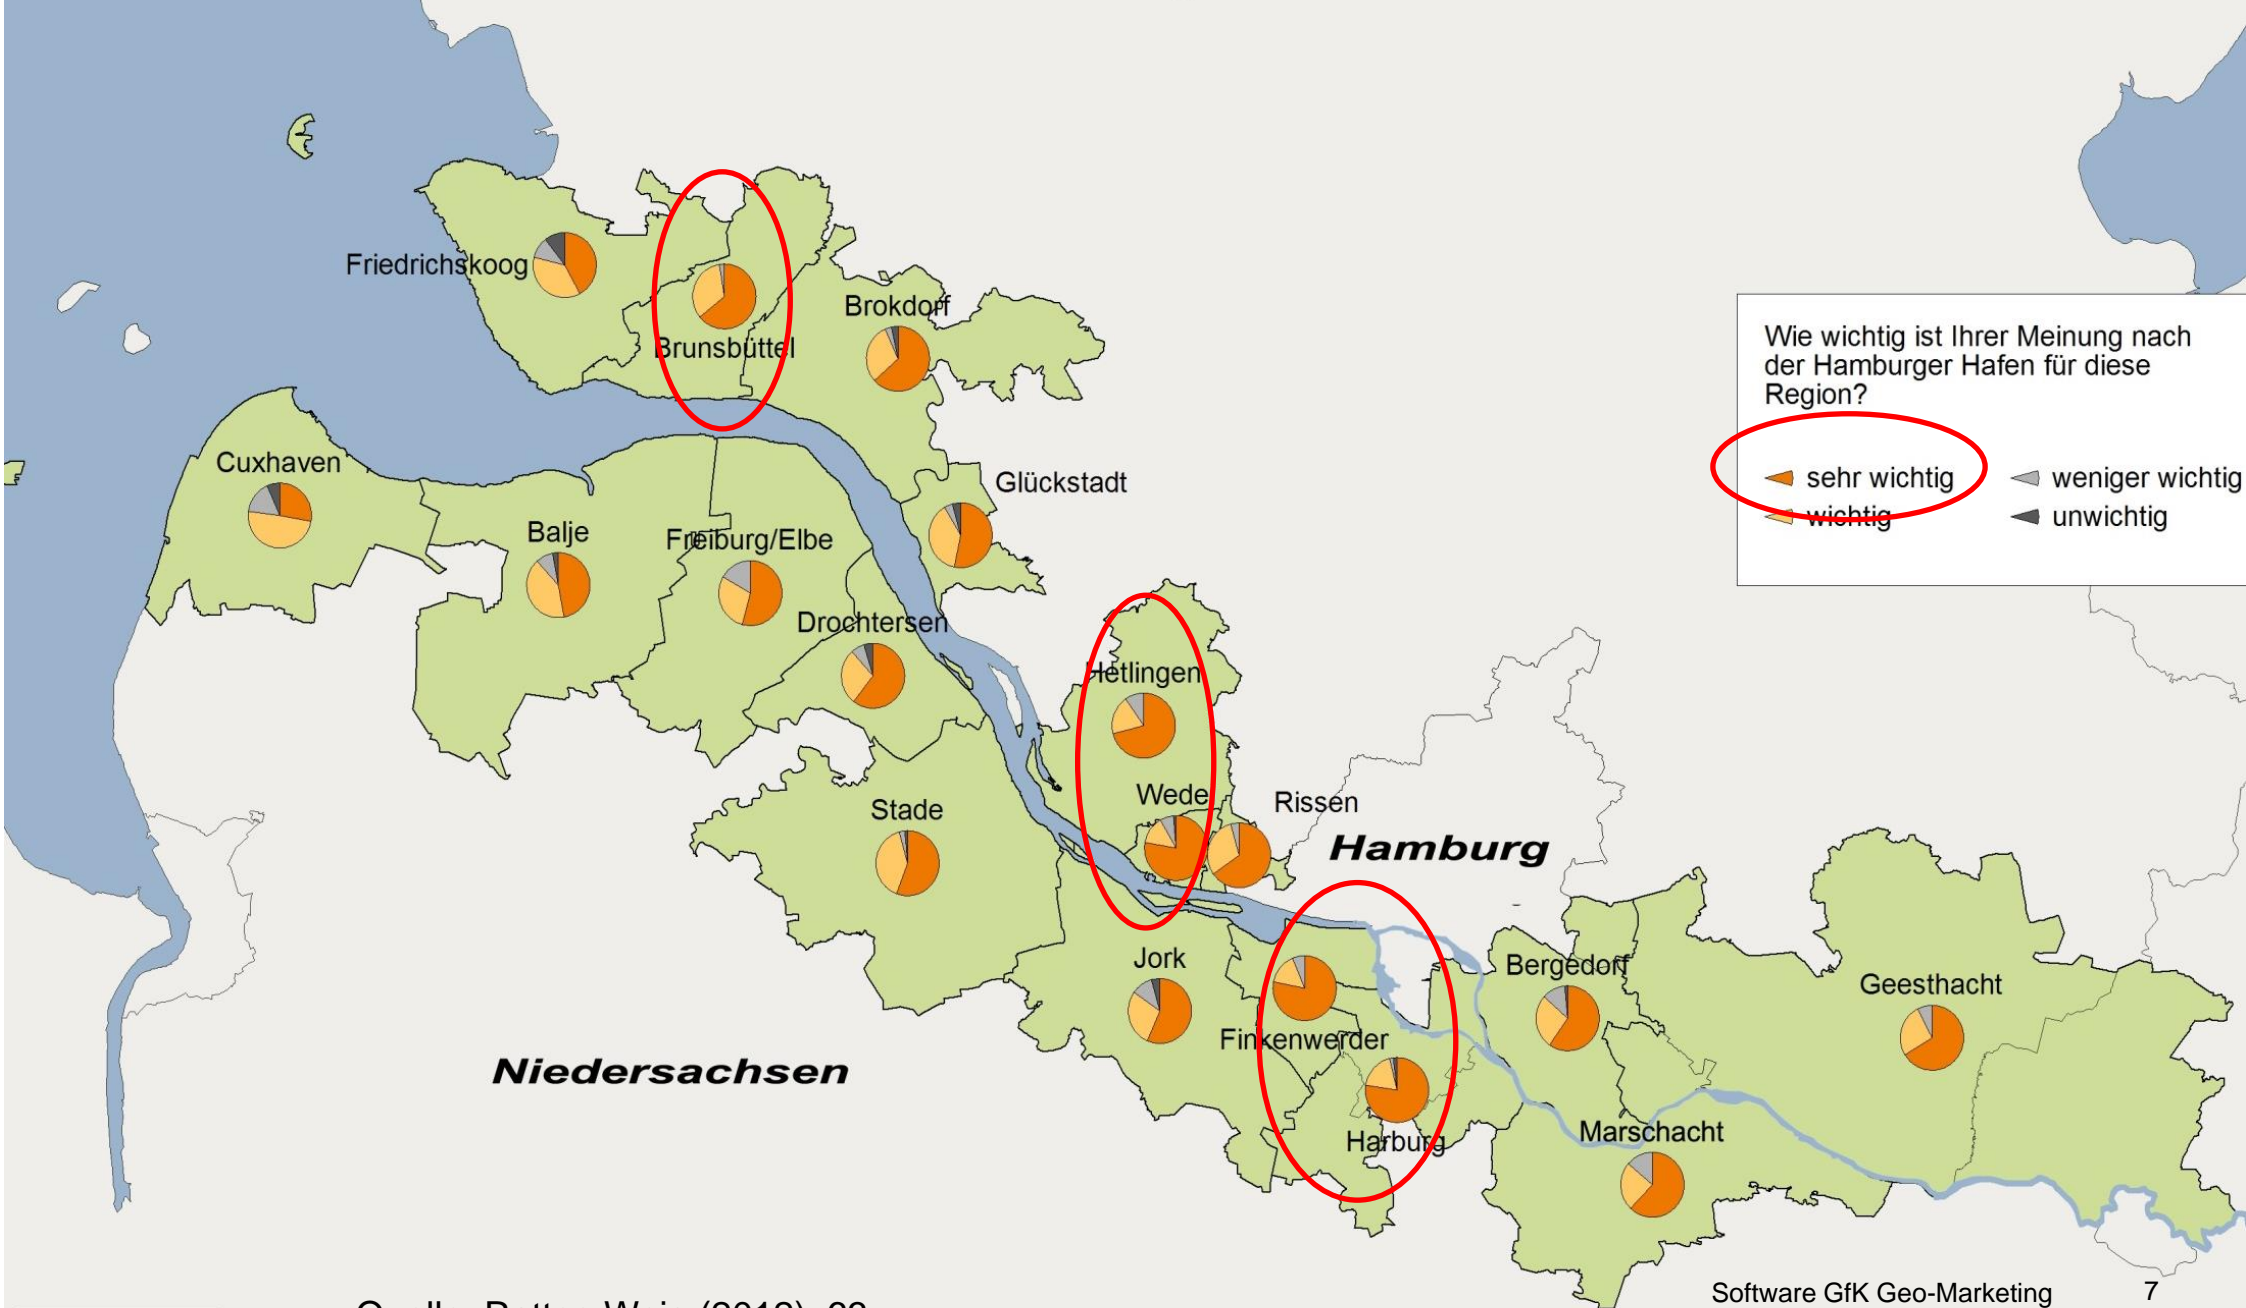 Friedrichskoog
Brunsbüttel
Brokdorf
Wie wichtig ist Ihrer Meinung nach
der Hamburger Hafen für diese
Region?
sehr wichtig
weniger wichtig
wichtig
unwichtig
Cuxhaven
Glückstadt
Balje
Freiburg/Elbe
Drochtersen
Hetlingen
Wede
Rissen
Stade
Hamburg
Jork
Bergedorf
Geesthacht
Finkenwerder
Niedersachsen
Harburg
Marschacht
Software GfK Geo-Marketing
7